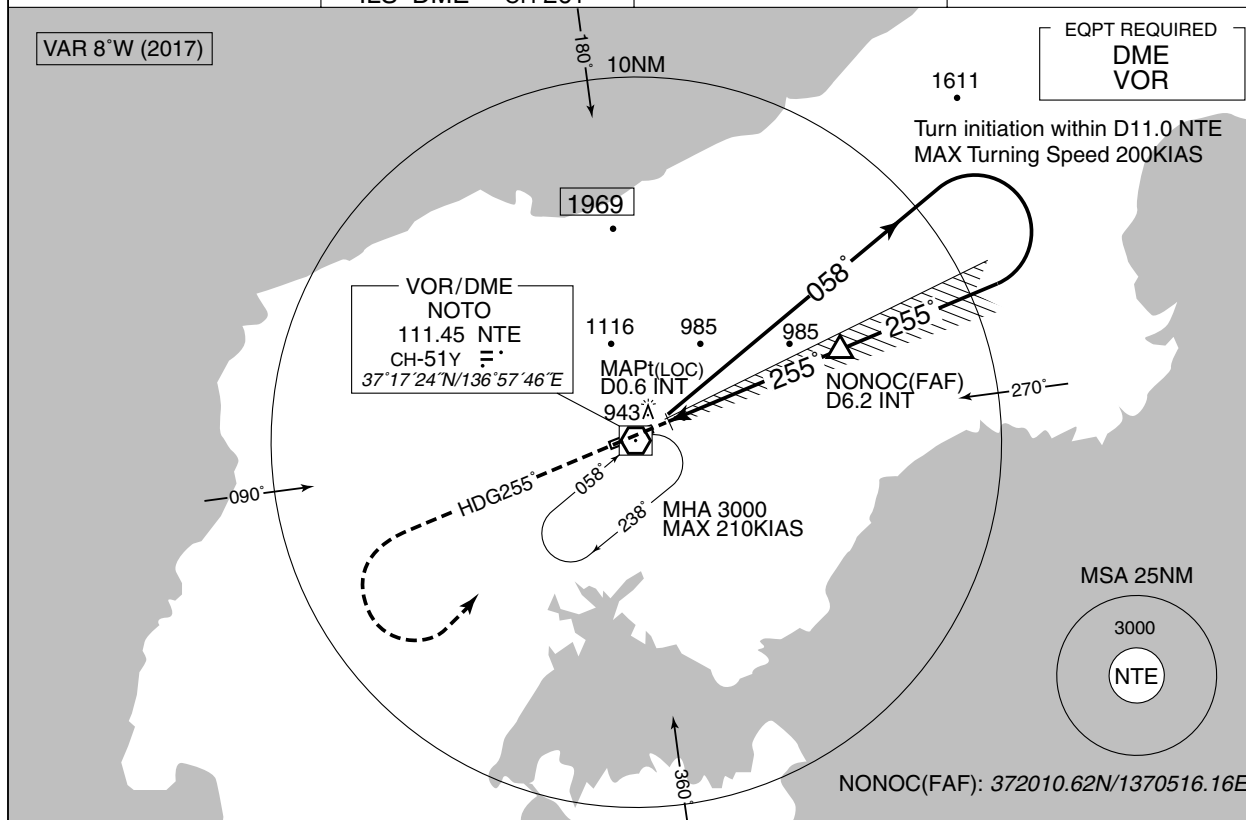 VAR 8°W (2017)
180°
10NM
EQPT REQUIRED
DME
VOR
1611
Turn initiation within D11.0 NTE
MAX Turning Speed 200KIAS
1969
058°
VOR/DME
NOTO
111.45 NTE
CH-51Y
37°17´24˝N/136°57´46˝E
1116
985
985
255°
255°
MAPt(LOC)
D0.6 INT
NONOC(FAF)
D6.2 INT
270°
943
HDG255°
058°
238°
090°
MHA 3000
MAX 210KIAS
MSA 25NM
3000
NTE
360°
NONOC(FAF): 372010.62N/1370516.16E